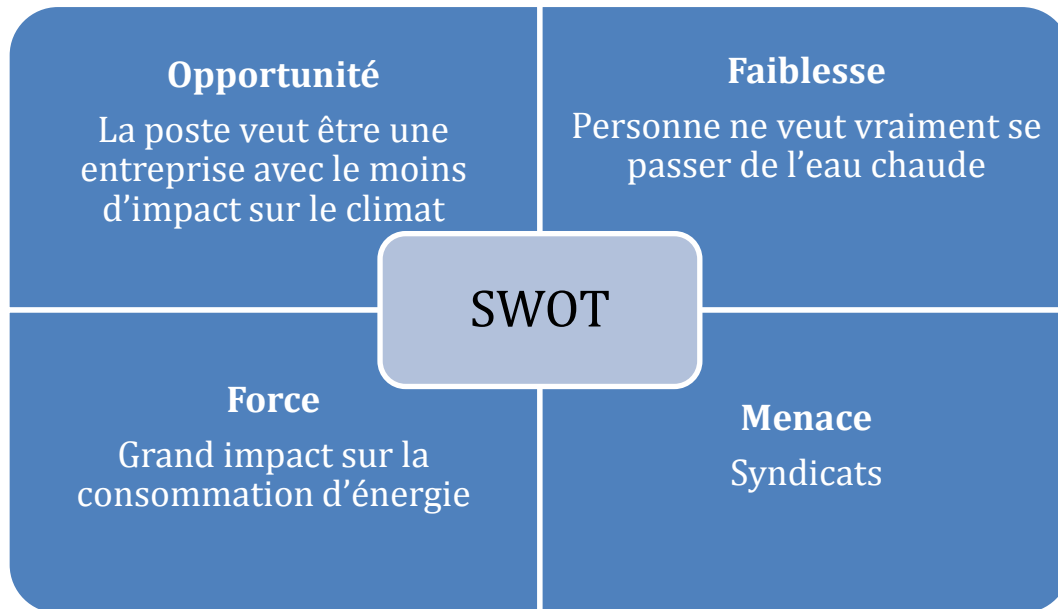 Opportunité
La poste veut être une
entreprise avec le moins
d’impact sur le climat
Faiblesse
Personne ne veut vraiment se
passer de l’eau chaude
SWOT
Force
Grand impact sur la
consommation d’énergie
Menace
Syndicats